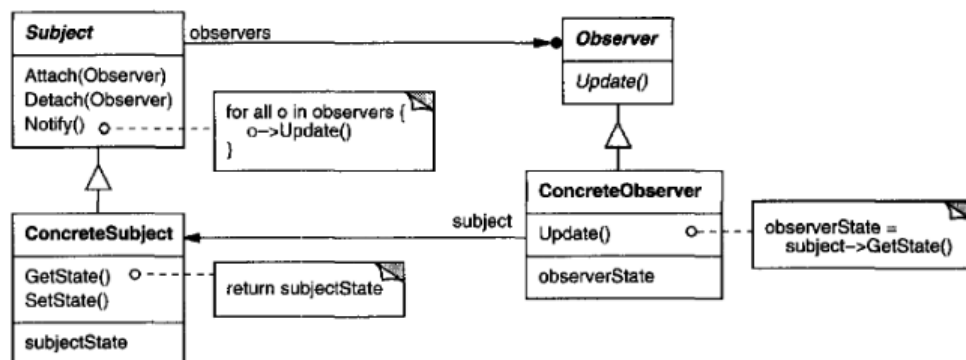 Subject
observers
Observer
Attach(Observer)
Detach(Observer)
Notify()
Update()
for all o in observers {
o->Update()
}
ConcreteSubject
subject
ConcreteObserver
GetState()
SetState()
return subjectState
Update()
observerState =
subject->GetState()
subjectState
observerState